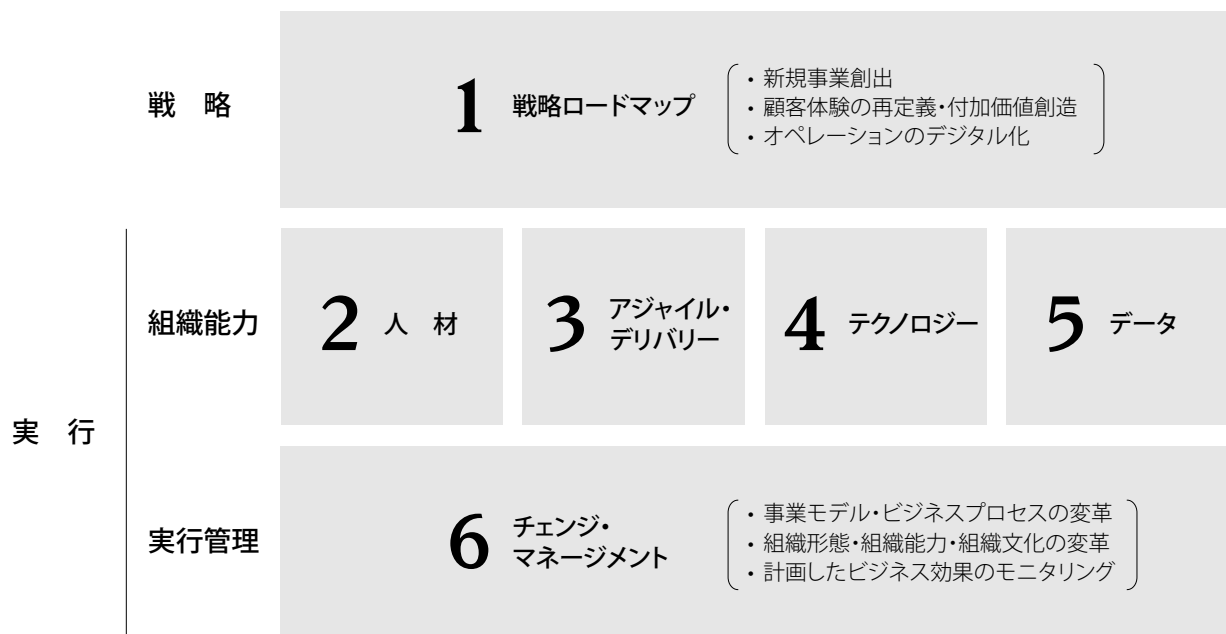 戦 略
1 戦略ロードマップ
・ 新規事業創出
・ 顧客体験の再定義・付加価値創造
・ オペレーションのデジタル化
実 行
組織能力
2 人 材
3 アジャイル・
デリバリー
4 テクノロジー
5 データ
実行管理
6 チェンジ・
マネージメント
・ 事業モデル・ビジネスプロセスの変革
・ 組織形態・組織能力・組織文化の変革
・ 計画したビジネス効果のモニタリング